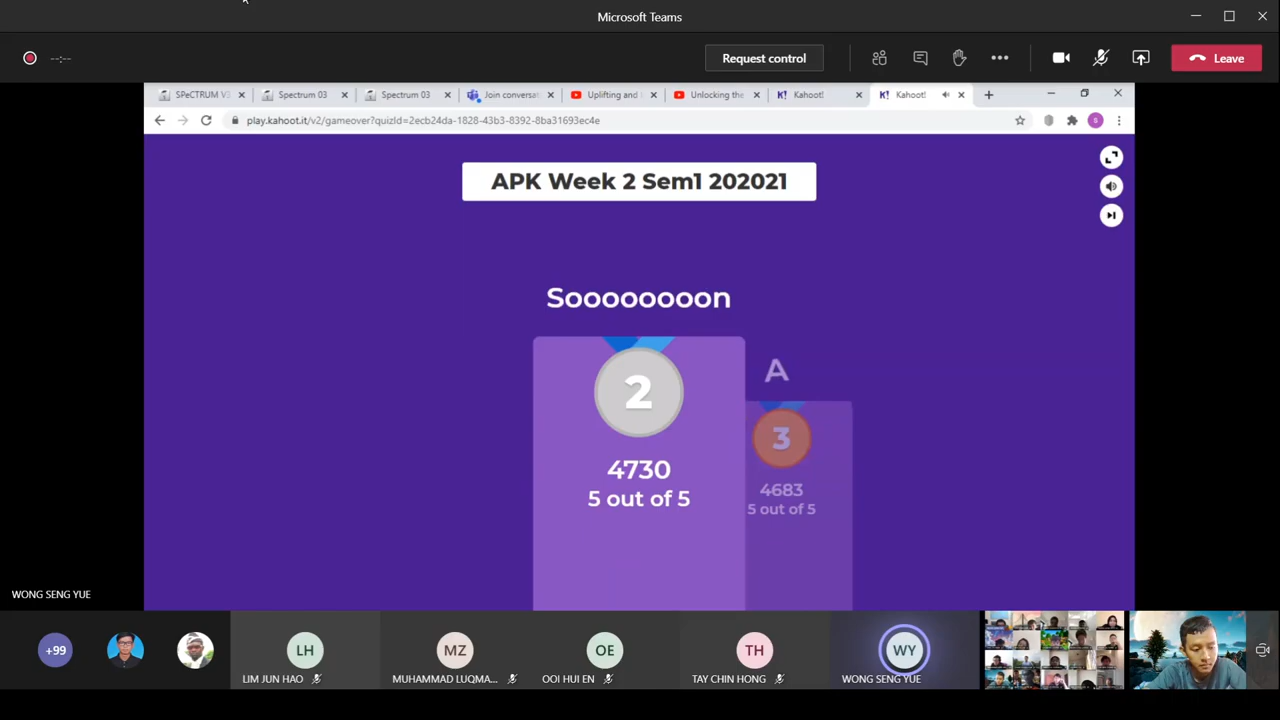 Microsoft Teams
--:--
Request control
Leave
SPeCTRUM V3
Spectrum 03
Spectrum 03
Join conversat
Uplifting and
Unlocking the
K! Kahoot!
K! Kahoot!
play.kahoot.it/v2/gameover?quizId=2ecb24da-1828-43b3-8392-8ba31693ec4e
S
APK Week 2 Sem1 202021
Soooooooon
2
4730
5 out of 5
A
3
4683
5 out of 5
WONG SENG YUE
+99
LH
MZ
OE
TH
WY
LIM JUN HAO
MUHAMMAD LUQMA...
OOI HUI EN
TAY CHIN HONG
WONG SENG YUE